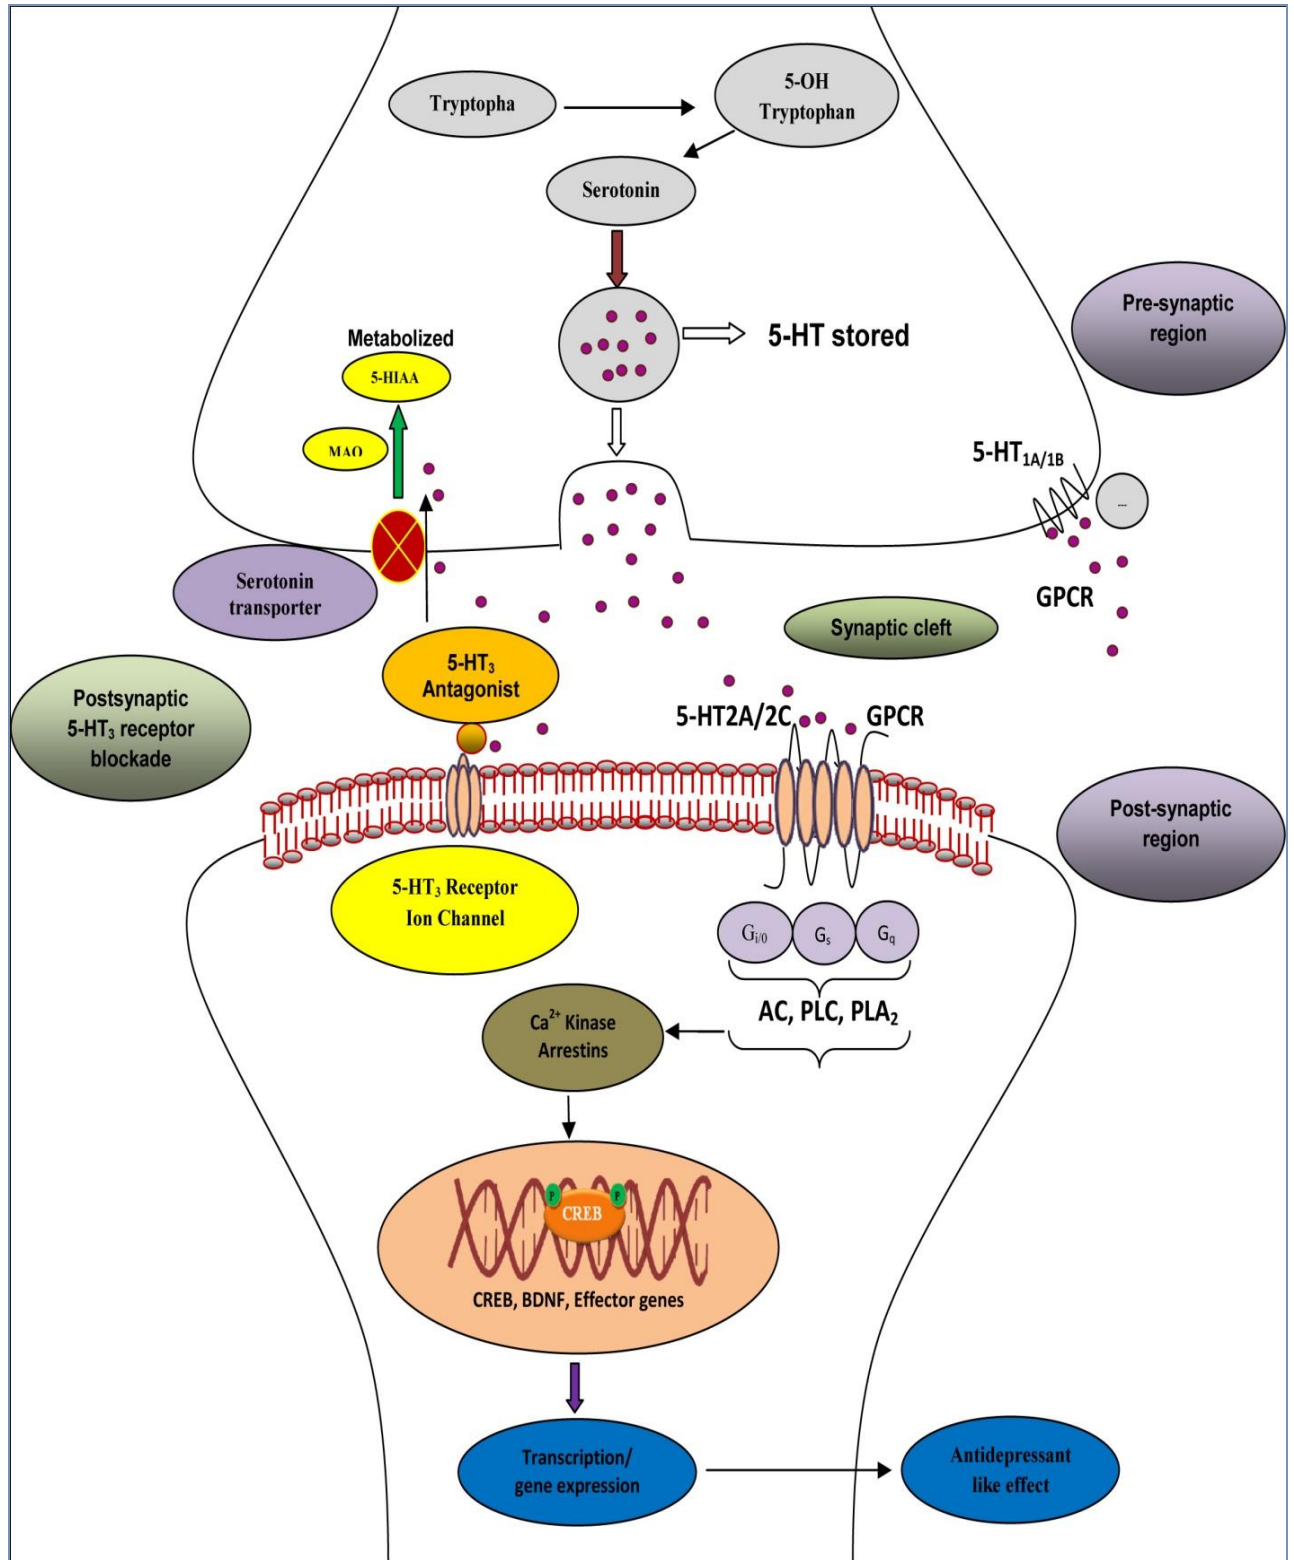 Tryptopha
5-OH
Tryptophan
Serotonin
Pre-synaptic
region
5-HT stored
Metabolized
5-HIAA
MAO
5-HT1A/1B
...
GPCR
Serotonin
transporter
Synaptic cleft
5-HT3
Antagonist
Postsynaptic
5-HT3 receptor
blockade
5-HT2A/2C
GPCR
Post-synaptic
region
5-HT3 Receptor
Ion Channel
Gi/0
Gs
Gq
AC, PLC, PLA2
Ca2+ Kinase
Arrestins
P
P
CREB
CREB, BDNF, Effector genes
Transcription/
gene expression
Antidepressant
like effect